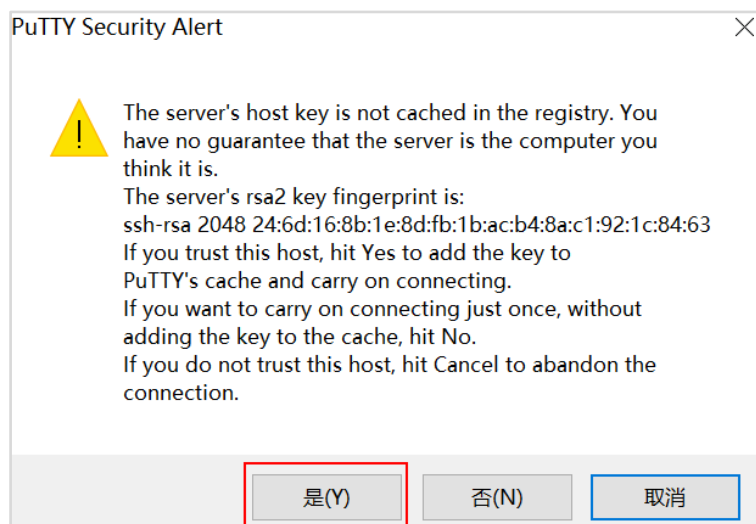 PuTTY Security Alert
The server's host key is not cached in the registry. You
have no guarantee that the server is the computer you
think it is.
The server's rsa2 key fingerprint is:
ssh-rsa 2048 24:6d:16:8b:1e:8d:fb:1b:ac:b4:8a:c1:92:1c:84:63
If you trust this host, hit Yes to add the key to
PuTTY's cache and carry on connecting.
If you want to carry on connecting just once, without
adding the key to the cache, hit No.
If you do not trust this host, hit Cancel to abandon the
connection.
是(Y) 否(N) 取消